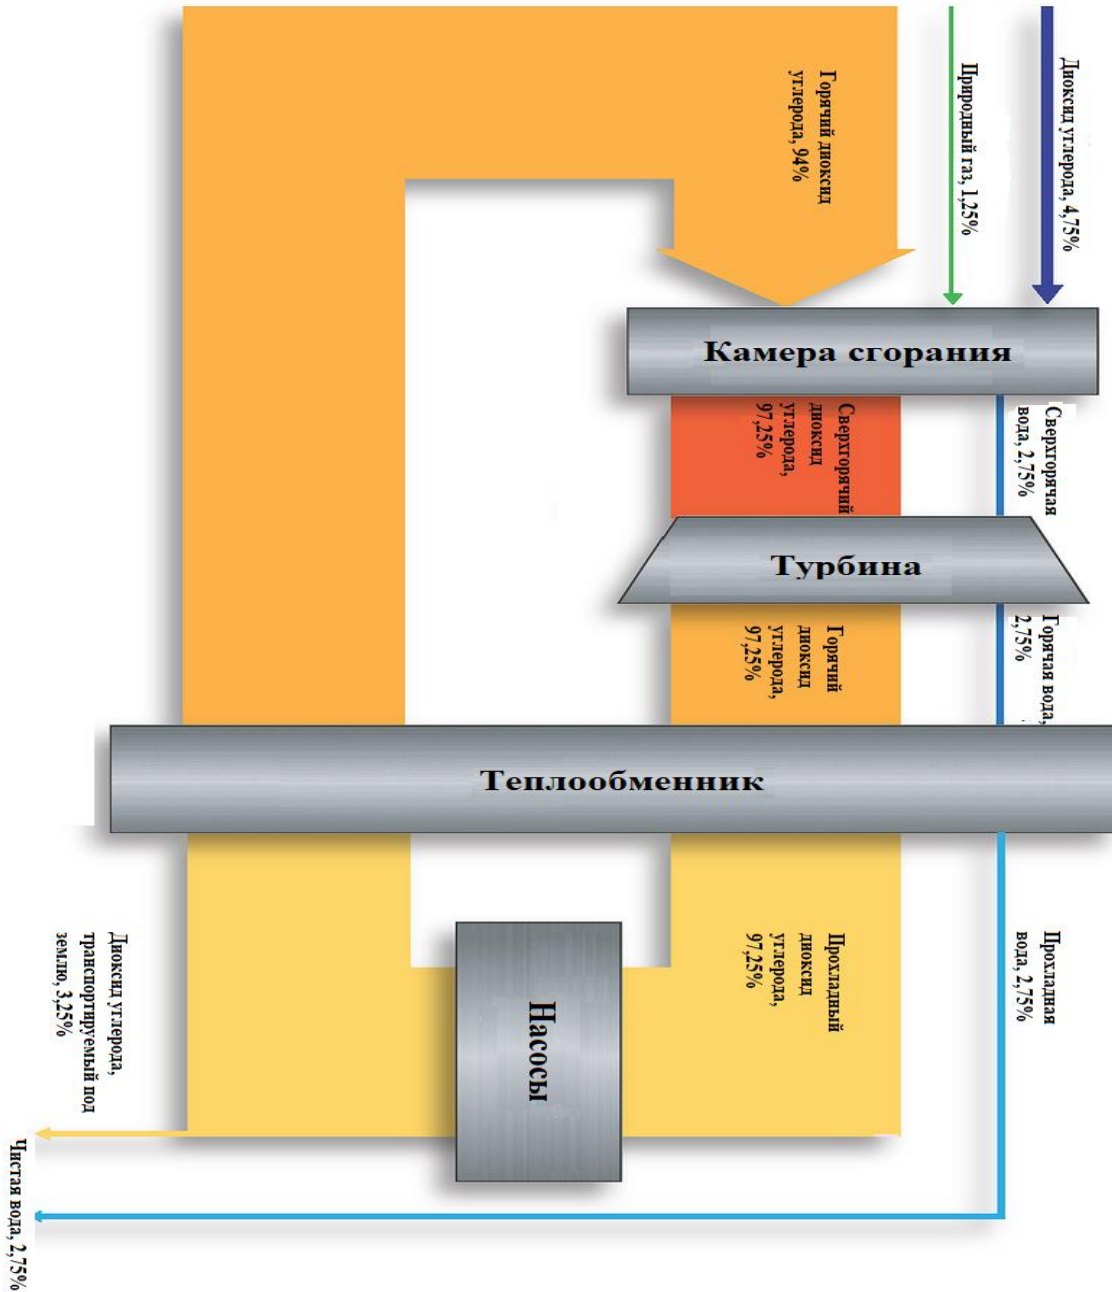 Диоксид углерода, 4,75%
Природный газ, 1,25%
Горячий диоксид
углерода, 94%
Камера сгорания
Сверхгорячая
вода, 2,75%
Сверхгорячий
диоксид
углерода,
97,25%
Турбина
Горячая вода,
2,75%
Горячий
диоксид
углерода,
97,25%
Теплообменник
Прохладная
вода, 2,75%
Прохладный
диоксид
углерода,
97,25%
Насосы
Диоксид углерода,
транспортируемый под
землю, 3,25%
Чистая вода, 2,75%